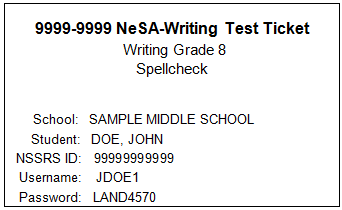 9999-9999 NeSA-Writing Test Ticket
Writing Grade 8
Spellcheck
School: SAMPLE MIDDLE SCHOOL
Student: DOE, JOHN
NSSRS ID: 99999999999
Username: JDOE1
Password: LAND4570